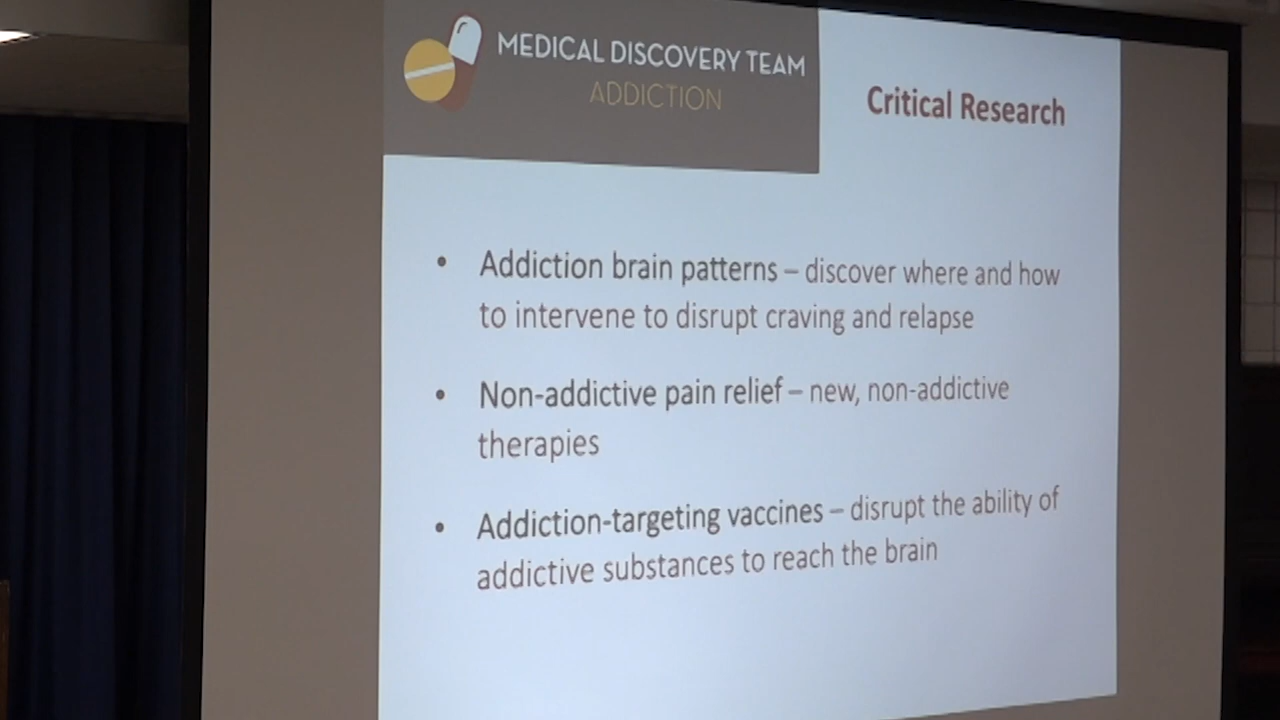 MEDICAL DISCOVERY TEAM
ADDICTION
Critical Research
• Addiction brain patterns – discover where and how
to intervene to disrupt craving and relapse
• Non-addictive pain relief – new, non-addictive
therapies
• Addiction-targeting vaccines – disrupt the ability of
addictive substances to reach the brain